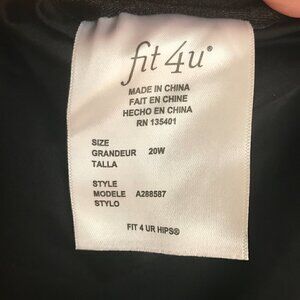 fit 4u®
MADE IN CHINA
FAIT EN CHINE
HECHO EN CHINA
RN 135401
SIZE
GRANDEUR 20W
TALLA
STYLE
MODELE A288587
STYLO
FIT 4 UR HIPS®